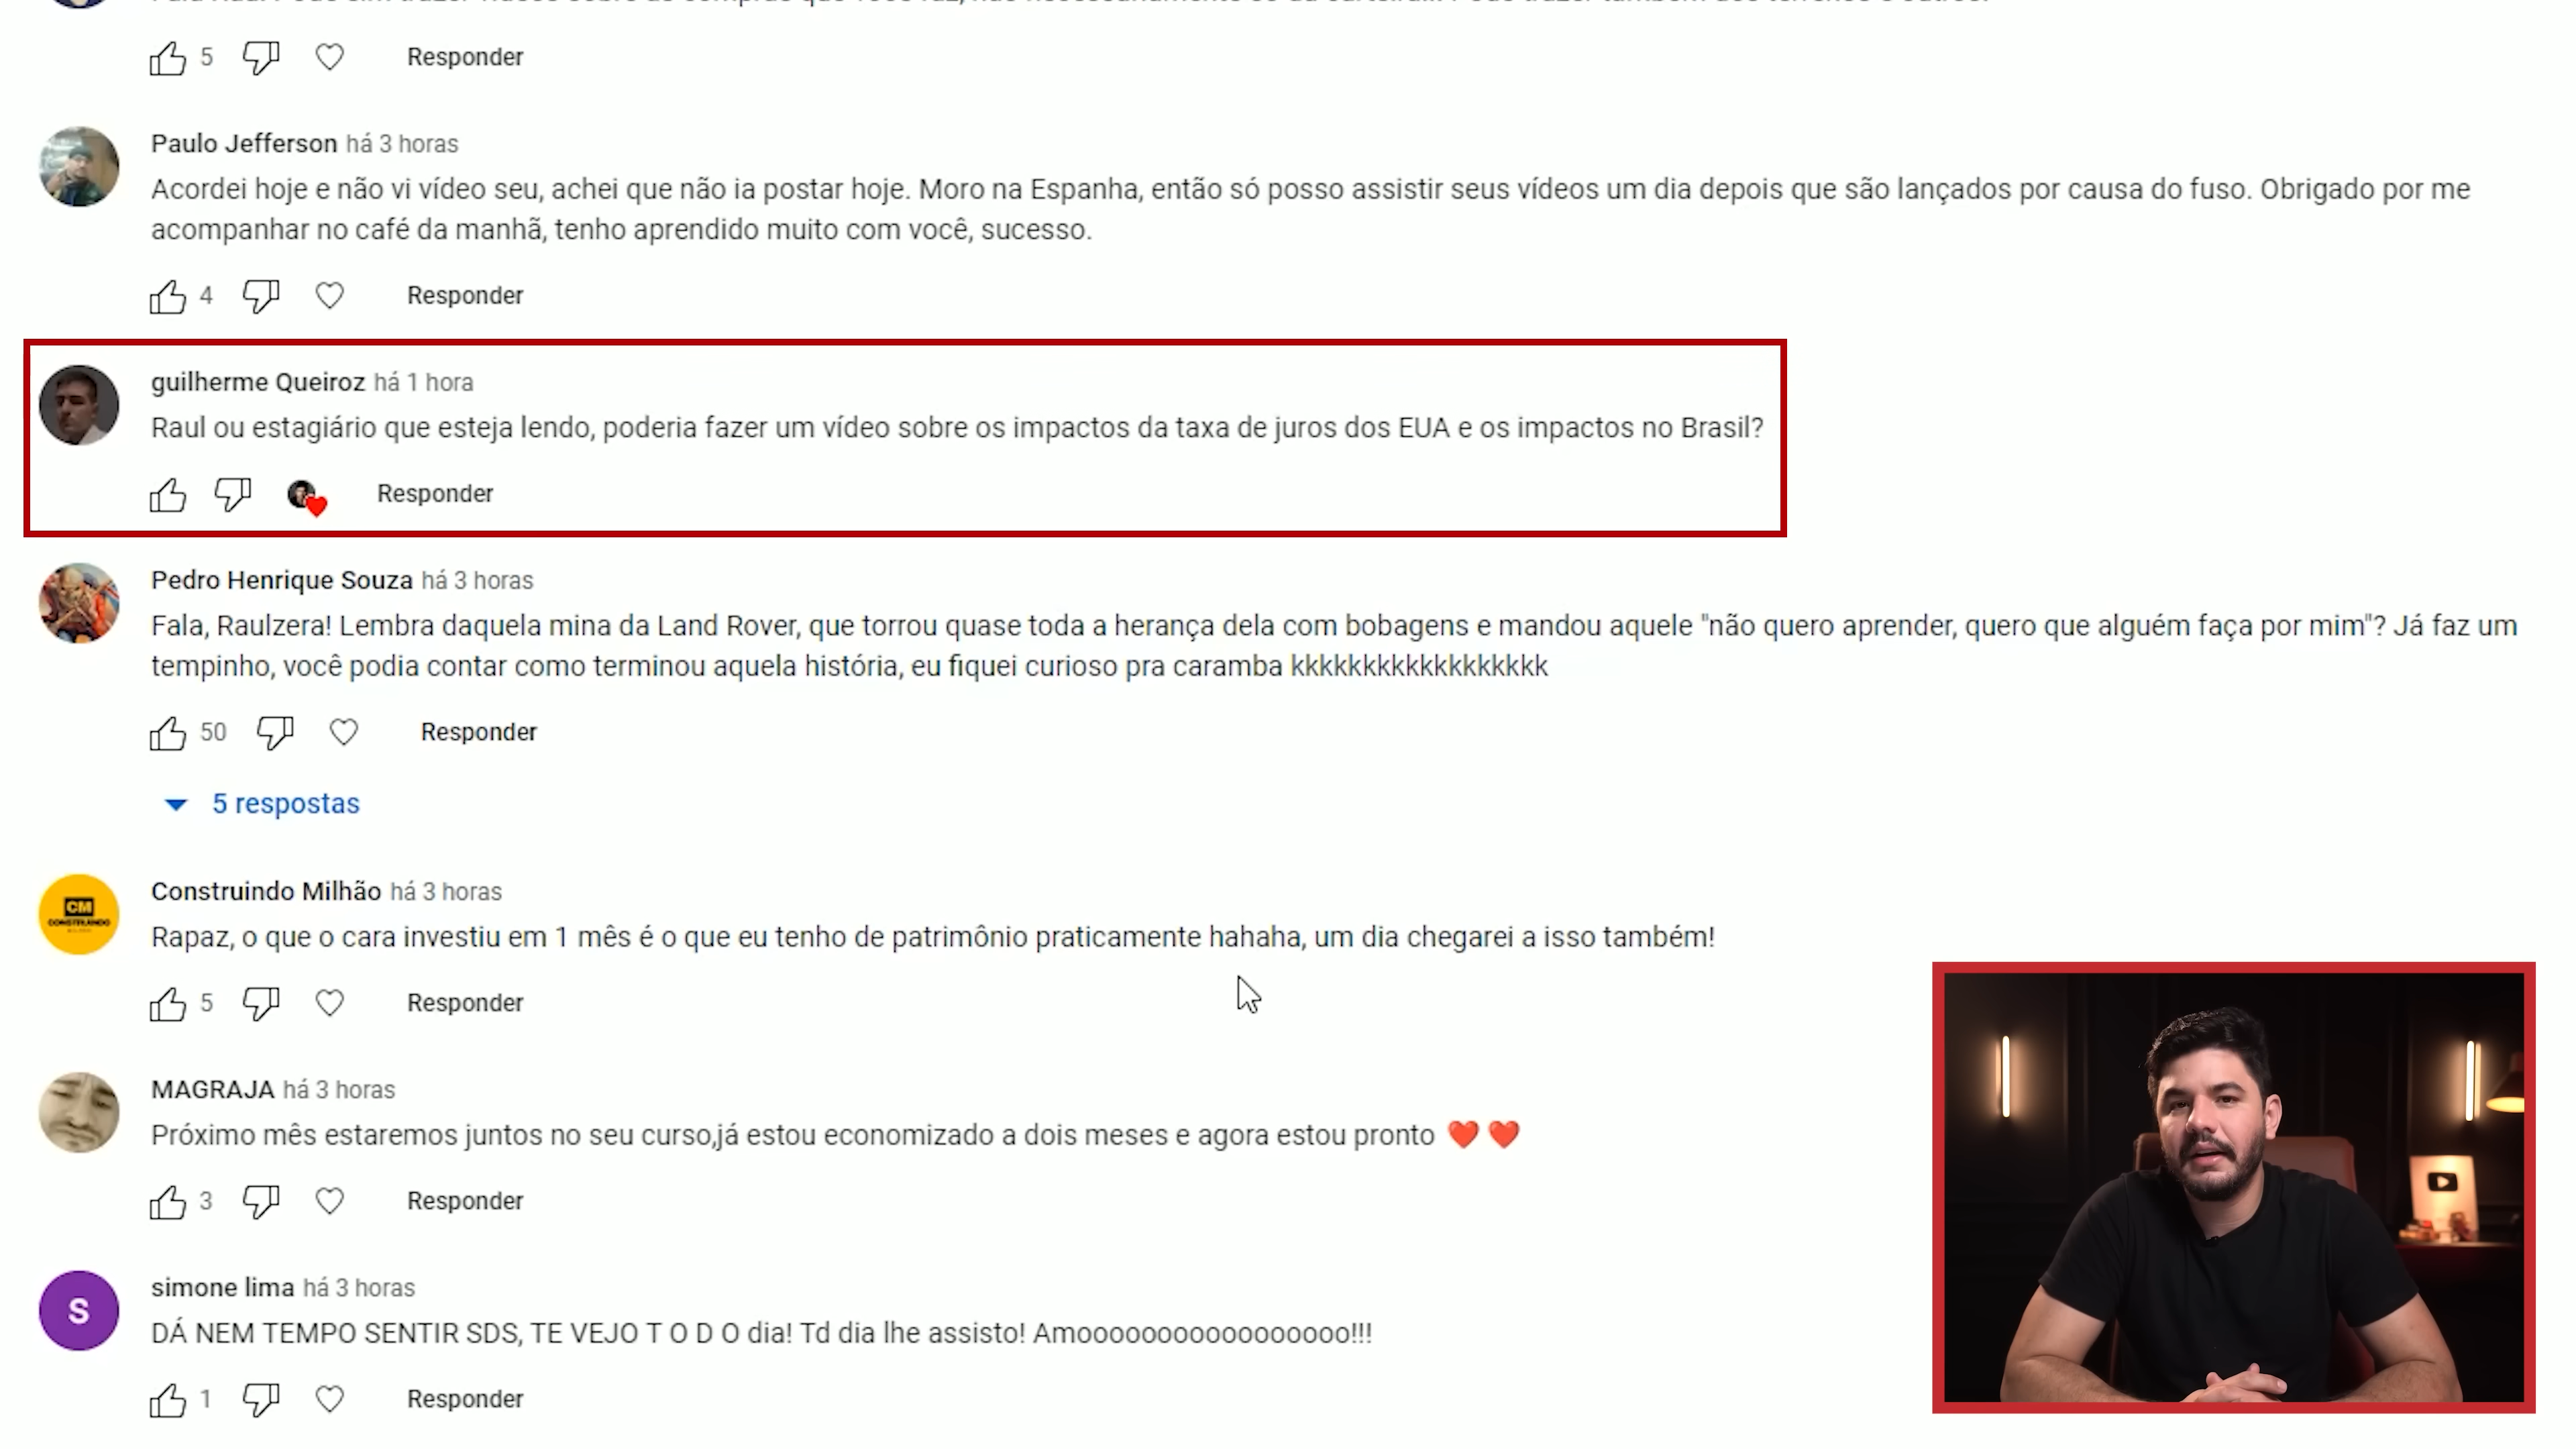 5 Responder
Paulo Jefferson há 3 horas
Acordei hoje e não vi vídeo seu, achei que não ia postar hoje. Moro na Espanha, então só posso assistir seus vídeos um dia depois que são lançados por causa do fuso. Obrigado por me
acompanhar no café da manhã, tenho aprendido muito com você, sucesso.
4 Responder
guilherme Queiroz há 1 hora
Raul ou estagiário que esteja lendo, poderia fazer um vídeo sobre os impactos da taxa de juros dos EUA e os impactos no Brasil?
Responder
Pedro Henrique Souza há 3 horas
Fala, Raulzera! Lembra daquela mina da Land Rover, que torrou quase toda a herança dela com bobagens e mandou aquele "não quero aprender, quero que alguém faça por mim"? Já faz um
tempinho, você podia contar como terminou aquela história, eu fiquei curioso pra caramba kkkkkkkkkkkkkkkkkk
50 Responder
5 respostas
CM
CONSTRUINDO
Construindo Milhão há 3 horas
Rapaz, o que o cara investiu em 1 mês é o que eu tenho de patrimônio praticamente hahaha, um dia chegarei a isso também!
5 Responder
MAGRAJA há 3 horas
Próximo mês estaremos juntos no seu curso,já estou economizado a dois meses e agora estou pronto ❤️ ❤️
3 Responder
S
simone lima há 3 horas
DÁ NEM TEMPO SENTIR SDS, TE VEJO T O D O dia! Td dia lhe assisto! Amooooooooooooooooo!!!
1 Responder